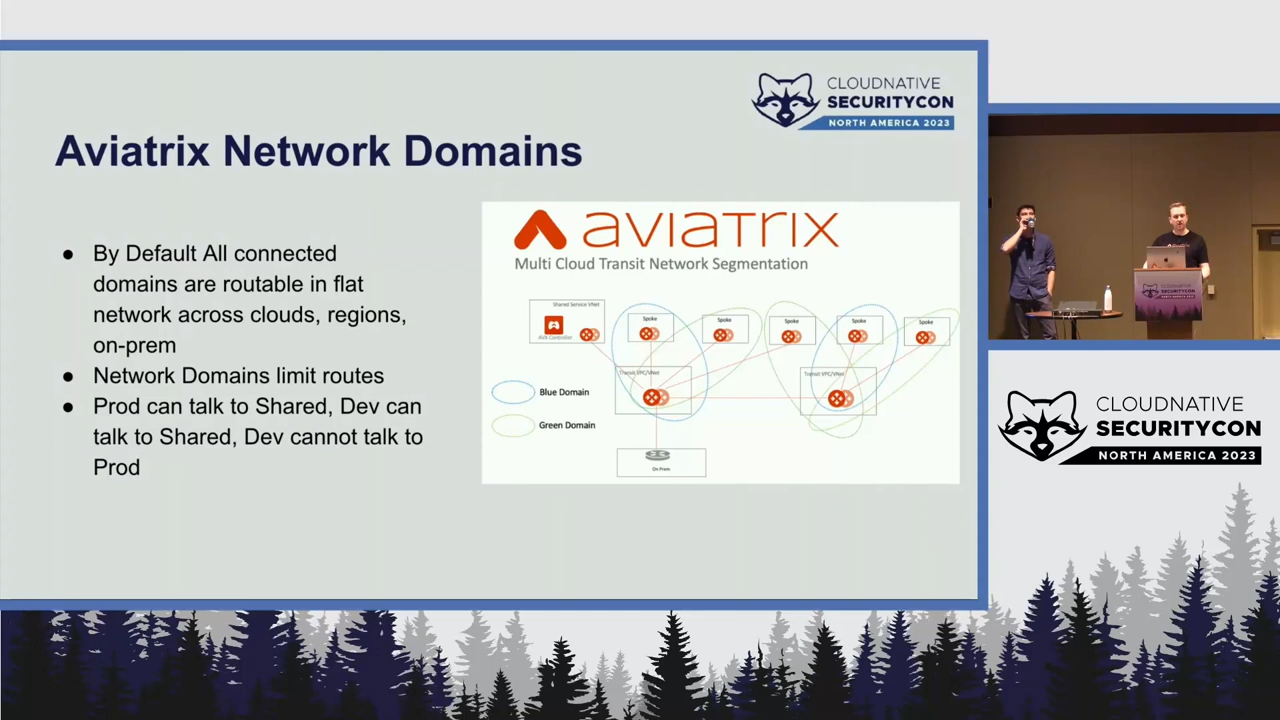 CLOUDNATIVE
SECURITYCON
NORTH AMERICA 2023
Aviatrix Network Domains
● By Default All connected
domains are routable in flat
network across clouds, regions,
on-prem
● Network Domains limit routes
● Prod can talk to Shared, Dev can
talk to Shared, Dev cannot talk to
Prod
aviatrix
Multi Cloud Transit Network Segmentation
Shared Service VNet
AVX Controller
Spoke
Spoke
Spoke
Spoke
Spoke
Transit VPC/VNet
Transit VPC/VNet
Blue Domain
Green Domain
On Prem
CLOUDNATIVE
SECURITYCON
NORTH AMERICA 2023